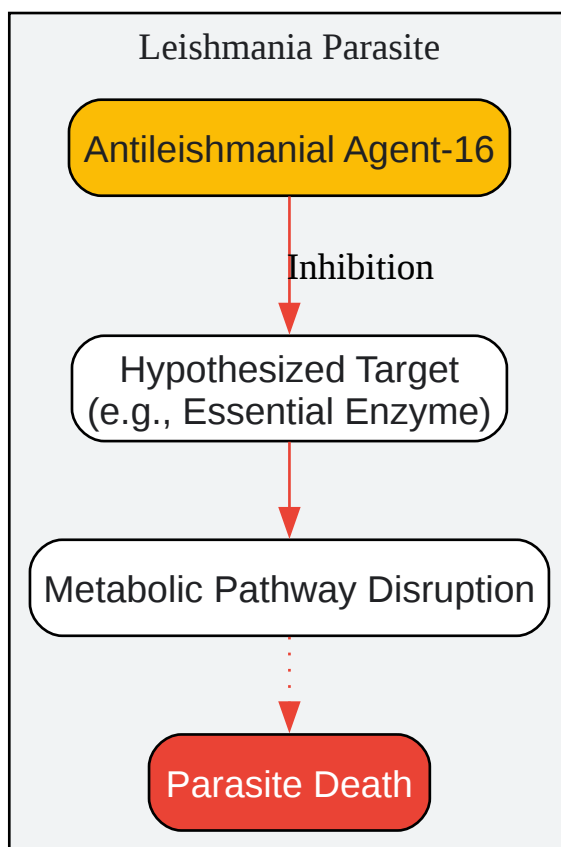 Leishmania Parasite
Antileishmanial Agent-16
Inhibition
Hypothesized Target
(e.g., Essential Enzyme)
Metabolic Pathway Disruption
Parasite Death